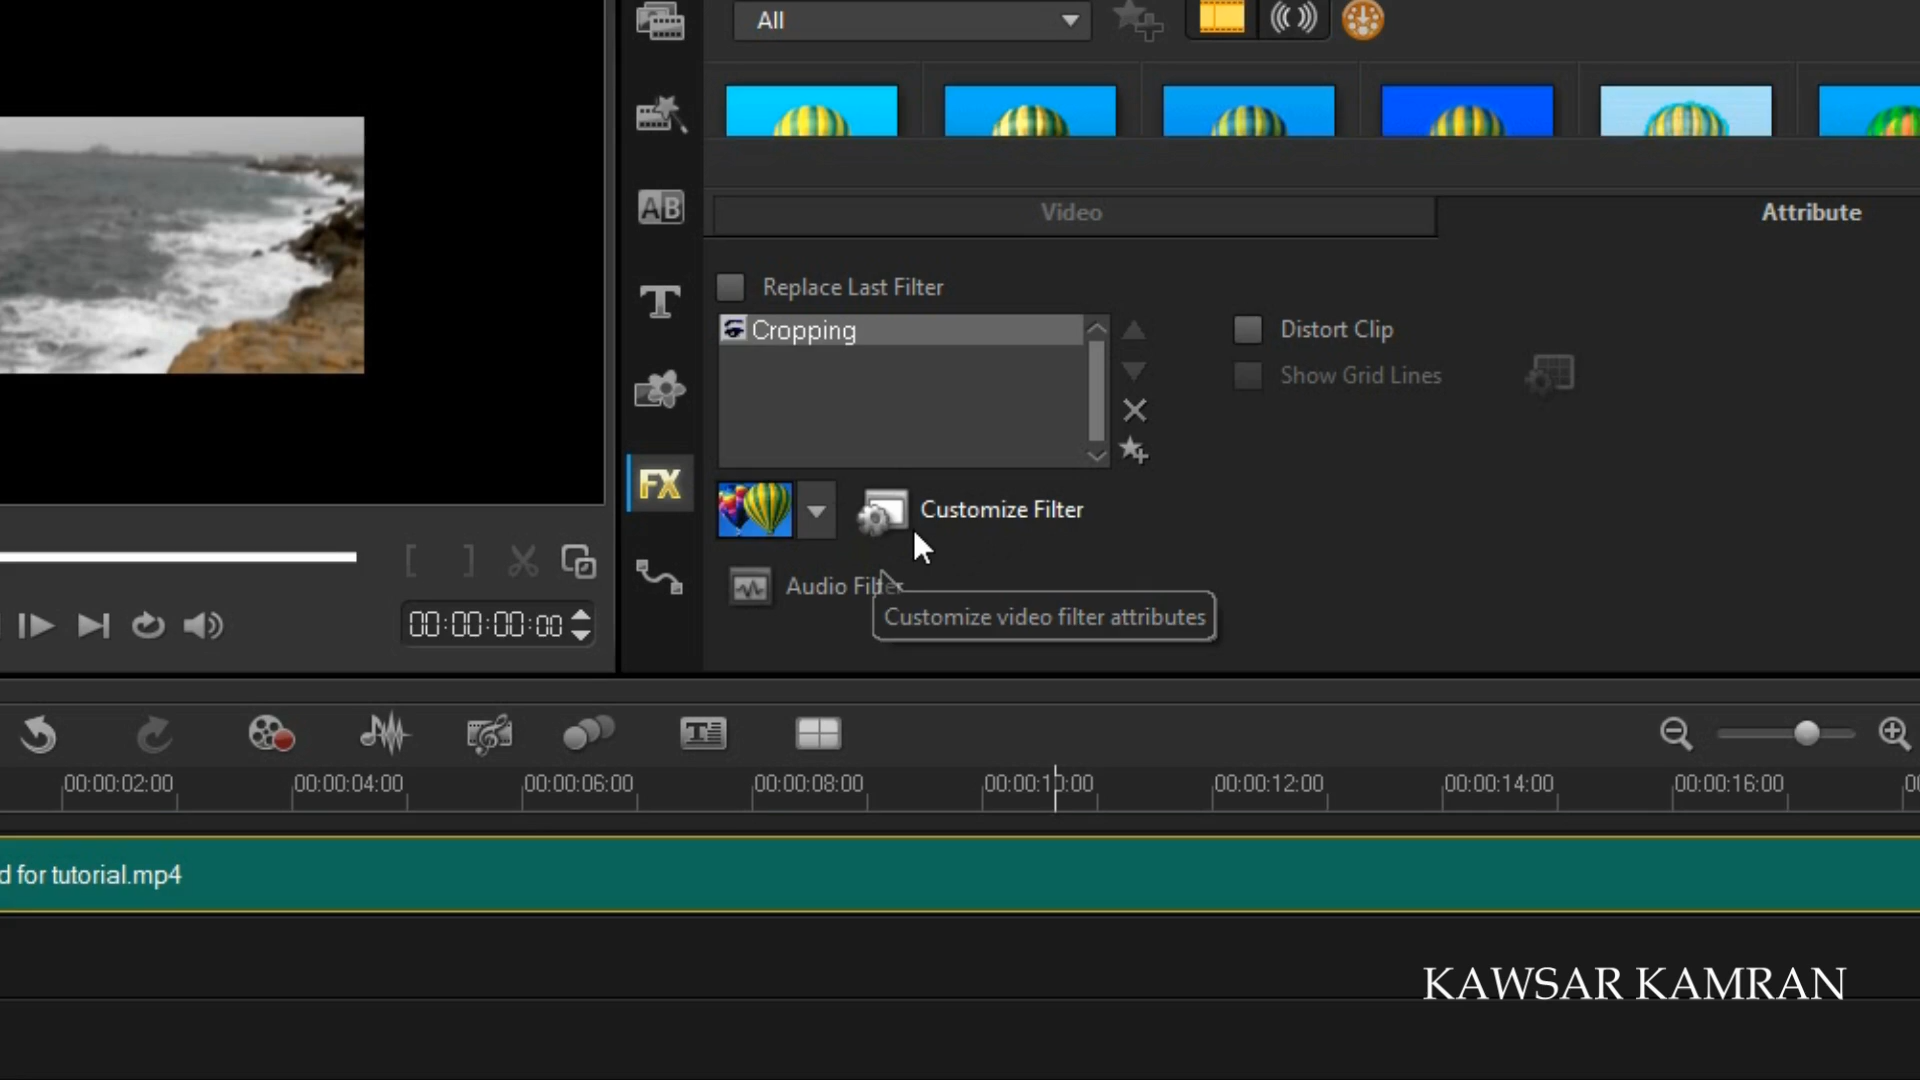 All
Video
Attribute
Replace Last Filter
Cropping
Distort Clip
Show Grid Lines
AB
T
FX
Customize Filter
Audio Filter
Customize video filter attributes
00:00:00:00
00:00:02:00
00:00:04:00
00:00:06:00
00:00:08:00
00:00:10:00
00:00:12:00
00:00:14:00
00:00:16:00
d for tutorial.mp4
KAWSAR KAMRAN